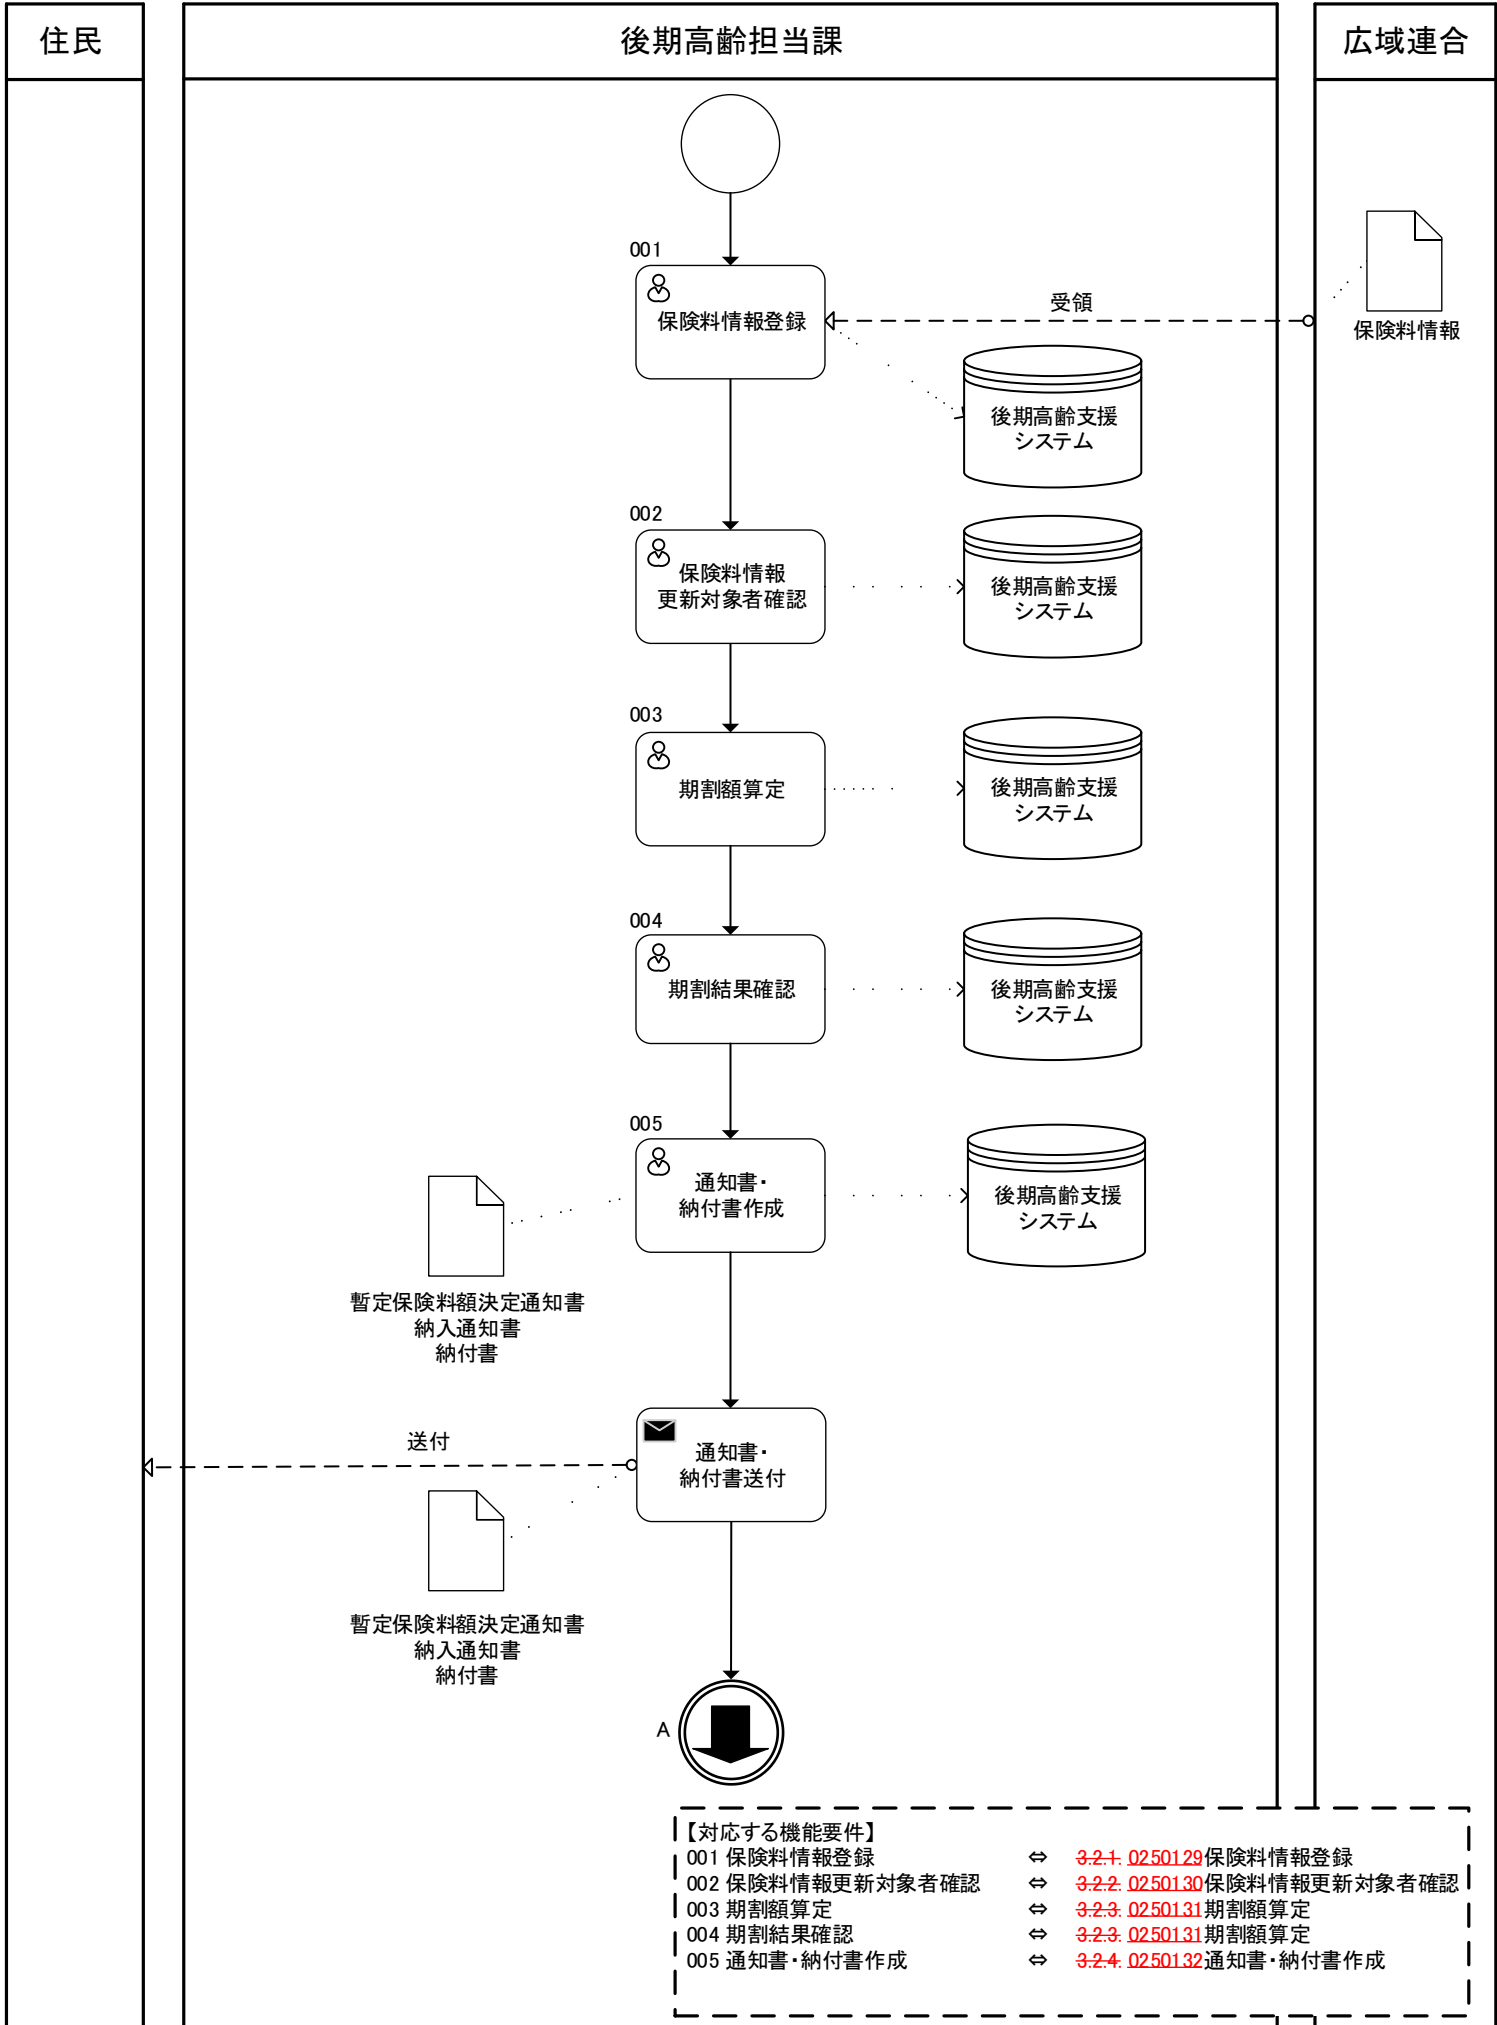 住民
後期高齢担当課
広域連合
001
保険料情報登録
受領
保険料情報
後期高齢支援
システム
002
保険料情報
更新対象者確認
後期高齢支援
システム
003
期割額算定
後期高齢支援
システム
004
期割結果確認
後期高齢支援
システム
005
通知書・
納付書作成
後期高齢支援
システム
暫定保険料額決定通知書
納入通知書
納付書
送付
通知書・
納付書送付
暫定保険料額決定通知書
納入通知書
納付書
A
【対応する機能要件】
001 保険料情報登録 ⇔ 3.2.1. 0250129保険料情報登録
002 保険料情報更新対象者確認 ⇔ 3.2.2. 0250130保険料情報更新対象者確認
003 期割額算定 ⇔ 3.2.3. 0250131期割額算定
004 期割結果確認 ⇔ 3.2.3. 0250131期割額算定
005 通知書・納付書作成 ⇔ 3.2.4. 0250132通知書・納付書作成